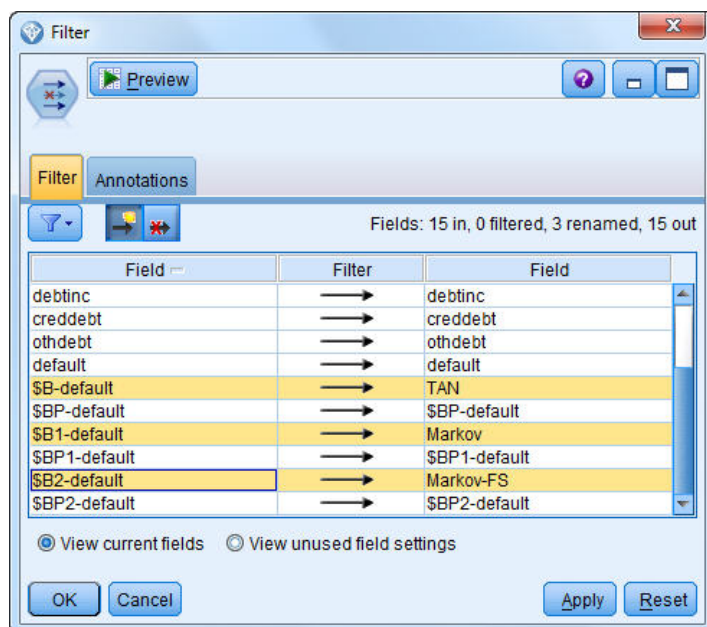 Filter
Preview
Filter Annotations
Fields: 15 in, 0 filtered, 3 renamed, 15 out
Field Filter Field
debtinc debtinc
creddebt creddebt
othdebt othdebt
default default
$B-default TAN
$BP-default $BP-default
$B1-default Markov
$BP1-default $BP1-default
$B2-default Markov-FS
$BP2-default $BP2-default
View current fields View unused field settings
OK Cancel Apply Reset